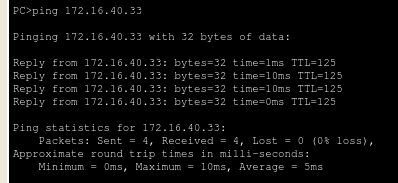 PC>ping 172.16.40.33
Pinging 172.16.40.33 with 32 bytes of data:
Reply from 172.16.40.33: bytes=32 time=1ms TTL=125
Reply from 172.16.40.33: bytes=32 time=10ms TTL=125
Reply from 172.16.40.33: bytes=32 time=10ms TTL=125
Reply from 172.16.40.33: bytes=32 time=0ms TTL=125
Ping statistics for 172.16.40.33:
Packets: Sent = 4, Received = 4, Lost = 0 (0% loss),
Approximate round trip times in milli-seconds:
Minimum = 0ms, Maximum = 10ms, Average = 5ms